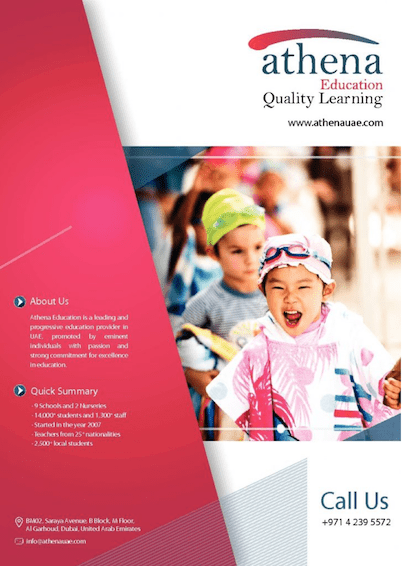 athena
Education
Quality Learning
www.athenauae.com
About Us
Athena Education is a leading and
progressive education provider in
UAE, promoted by eminent
individuals with passion and
strong commitment for excellence
in education.
Quick Summary
- 9 Schools and 2 Nurseries
- 14,000+ students and 1,300+ staff
- Started in the year 2007
- Teachers from 25+ nationalities
- 2,500+ local students
BM02, Saraya Avenue, B Block, M Floor,
Al Garhoud, Dubai, United Arab Emirates
info@athenauae.com
Call Us
+971 4 239 5572